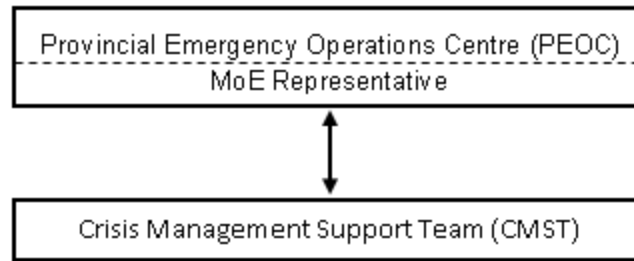 Provincial Emergency Operations Centre (PEOC)
MoE Representative
Crisis Management Support Team (CMST)